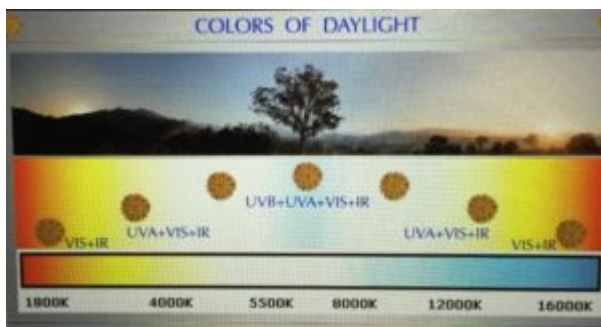 COLORS OF DAYLIGHT
UVB+UVA+VIS+IR
UVA+VIS+IR
UVA+VIS+IR
VIS+IR
VIS+IR
1800K 4000K 5500K 8000K 12000K 16000K